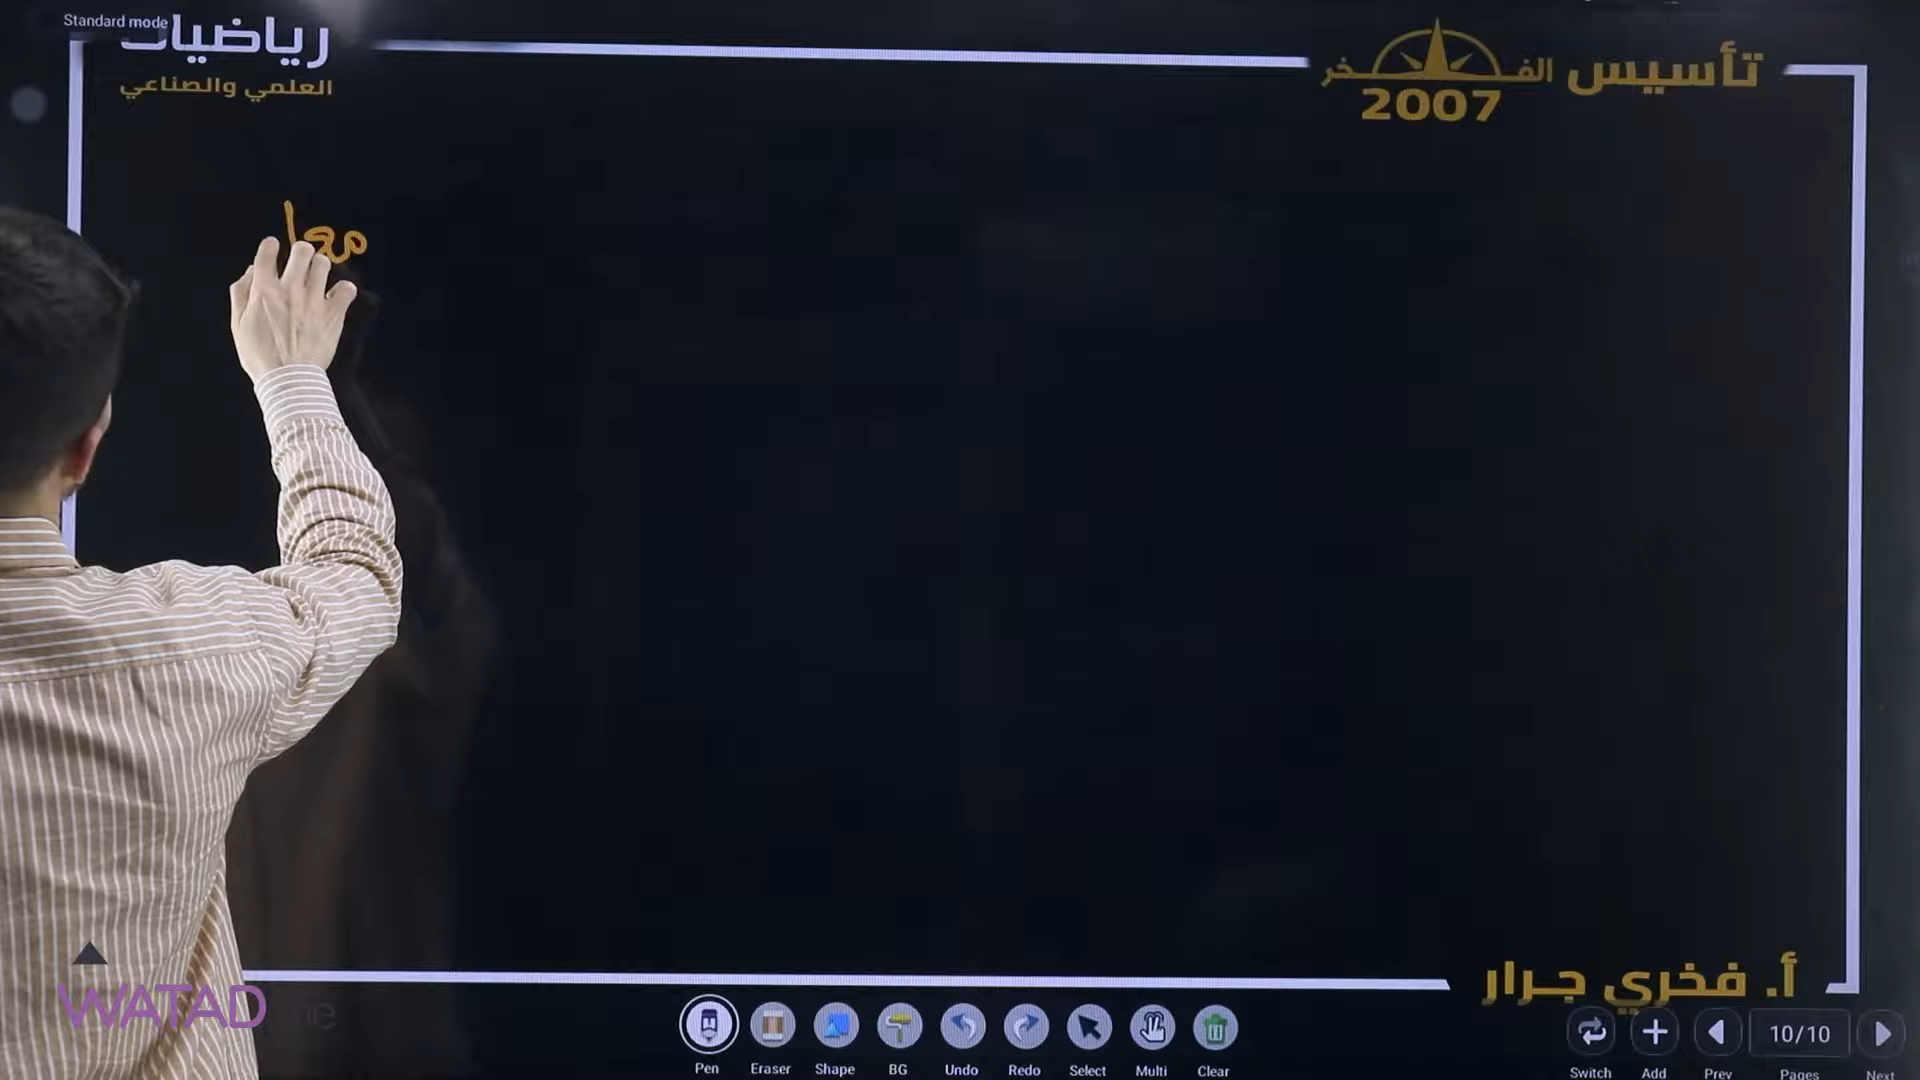 Standard mode
رياضيات
العلمي والصناعي
تأسيس الفخر
2007
معا
أ. فخري جرار
WATAD
Pen Eraser Shape BG Undo Redo Select Multi Clear
10/10
Switch Add Prev Pages Next